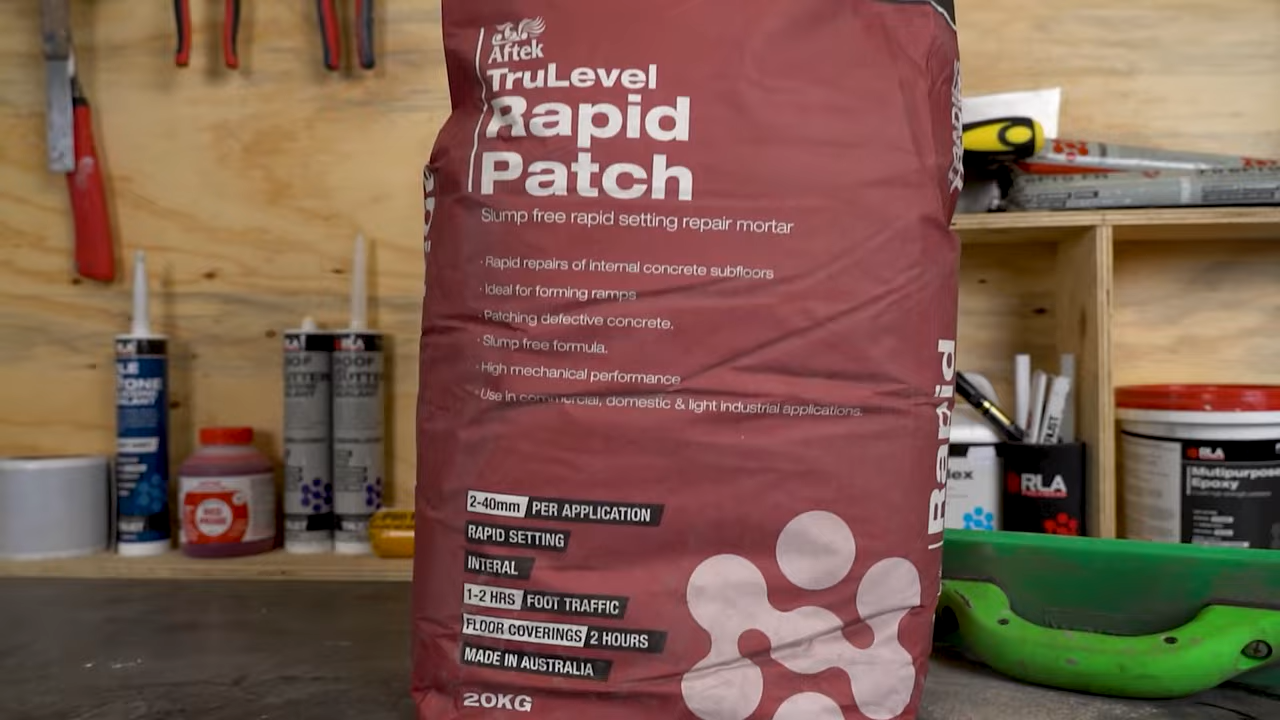 Aftek
TruLevel
Rapid
Patch
Slump free rapid setting repair mortar
· Rapid repairs of internal concrete subfloors
· Ideal for forming ramps
· Patching defective concrete.
· Slump free formula.
· High mechanical performance
· Use in commercial, domestic & light industrial applications.
2-40mm PER APPLICATION
RAPID SETTING
INTERAL
1-2 HRS FOOT TRAFFIC
FLOOR COVERINGS 2 HOURS
MADE IN AUSTRALIA
20KG
Rapid
RLA
RLA
Mutipurpose
Epoxy